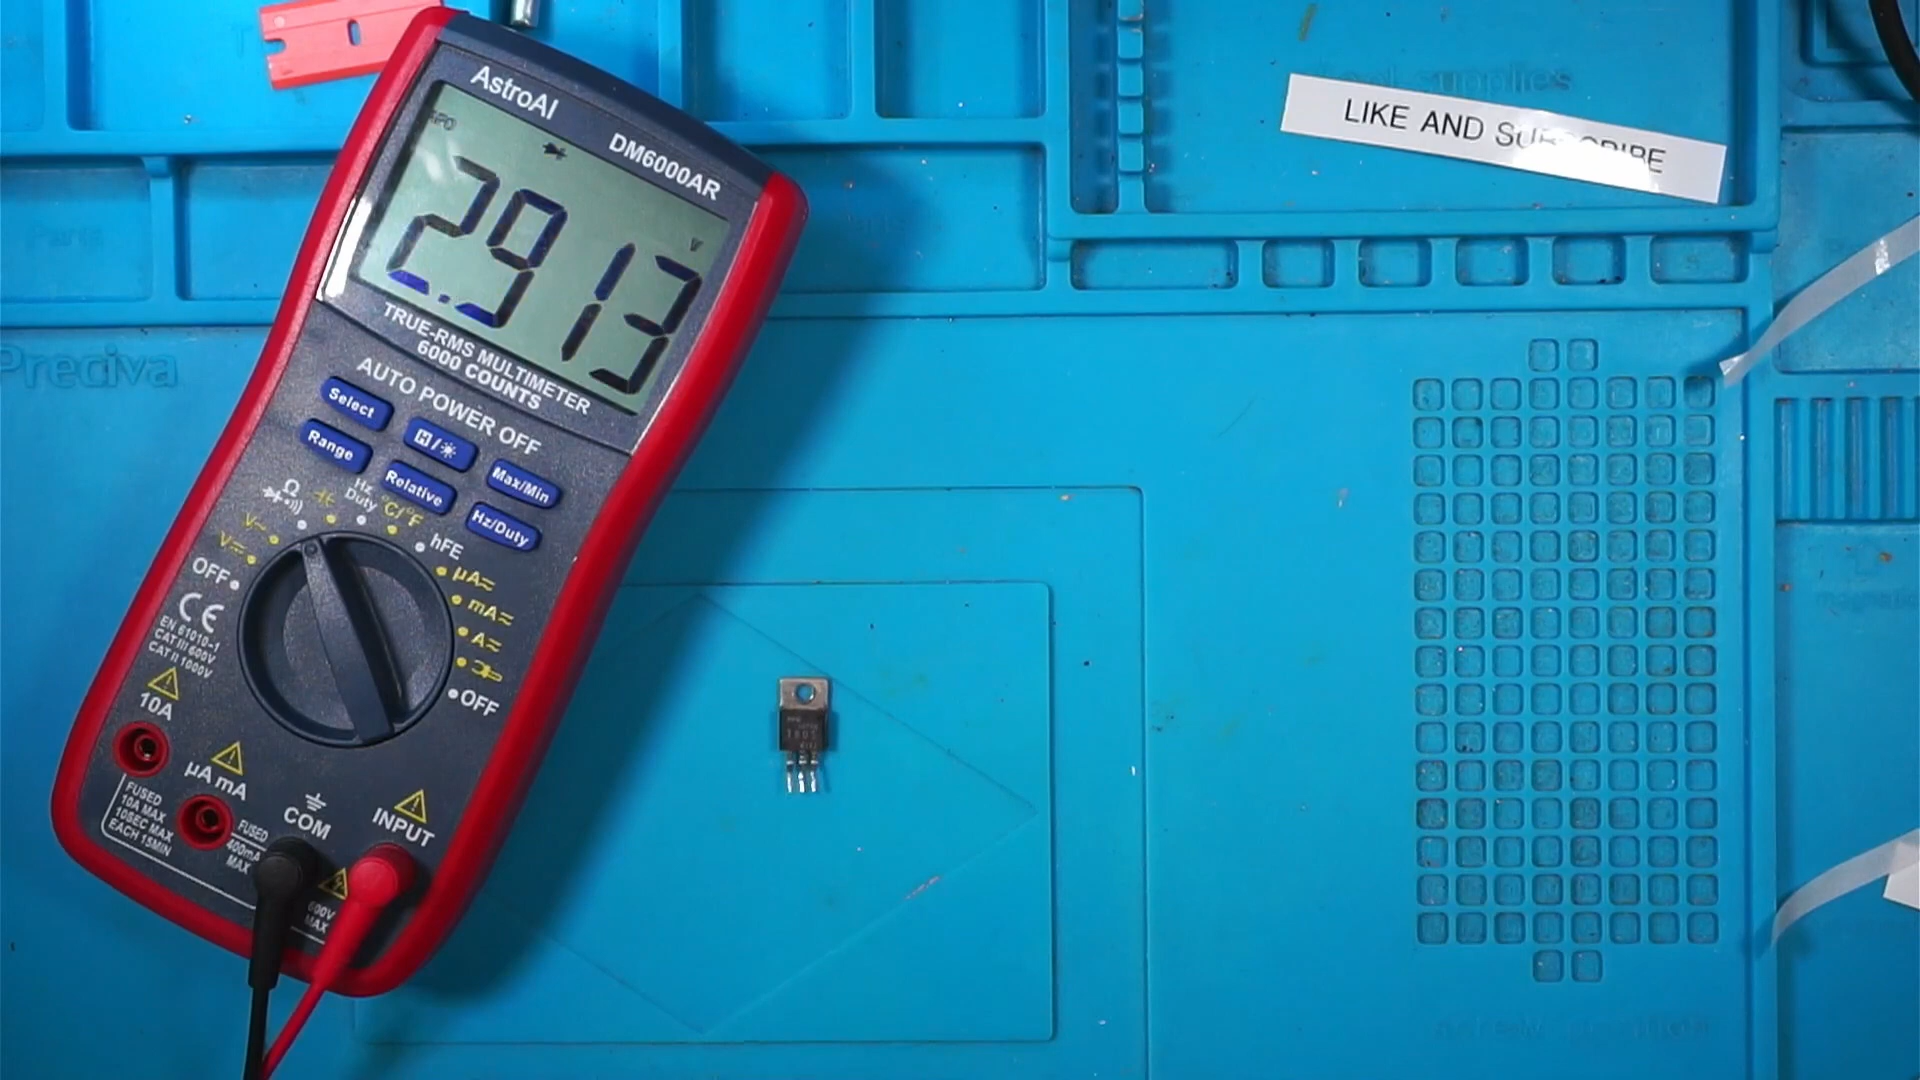 AstroAI
DM6000AR
APO
V
2.913
TRUE-RMS MULTIMETER
6000 COUNTS
AUTO POWER OFF
Select
H/
Range
Relative
Max/Min
Hz/Duty
Ω
Hz
Duty
°C/°F
hFE
V~
V
OFF
µA
mA
A
OFF
CE
EN 61010-1
CAT III 600V
CAT II 1000V
10A
µA mA
COM
INPUT
FUSED
10A MAX
10SEC MAX
EACH 15MIN
FUSED
400mA
MAX
600V
MAX
LIKE AND SUBSCRIBE
Preciva
Parts
supplies